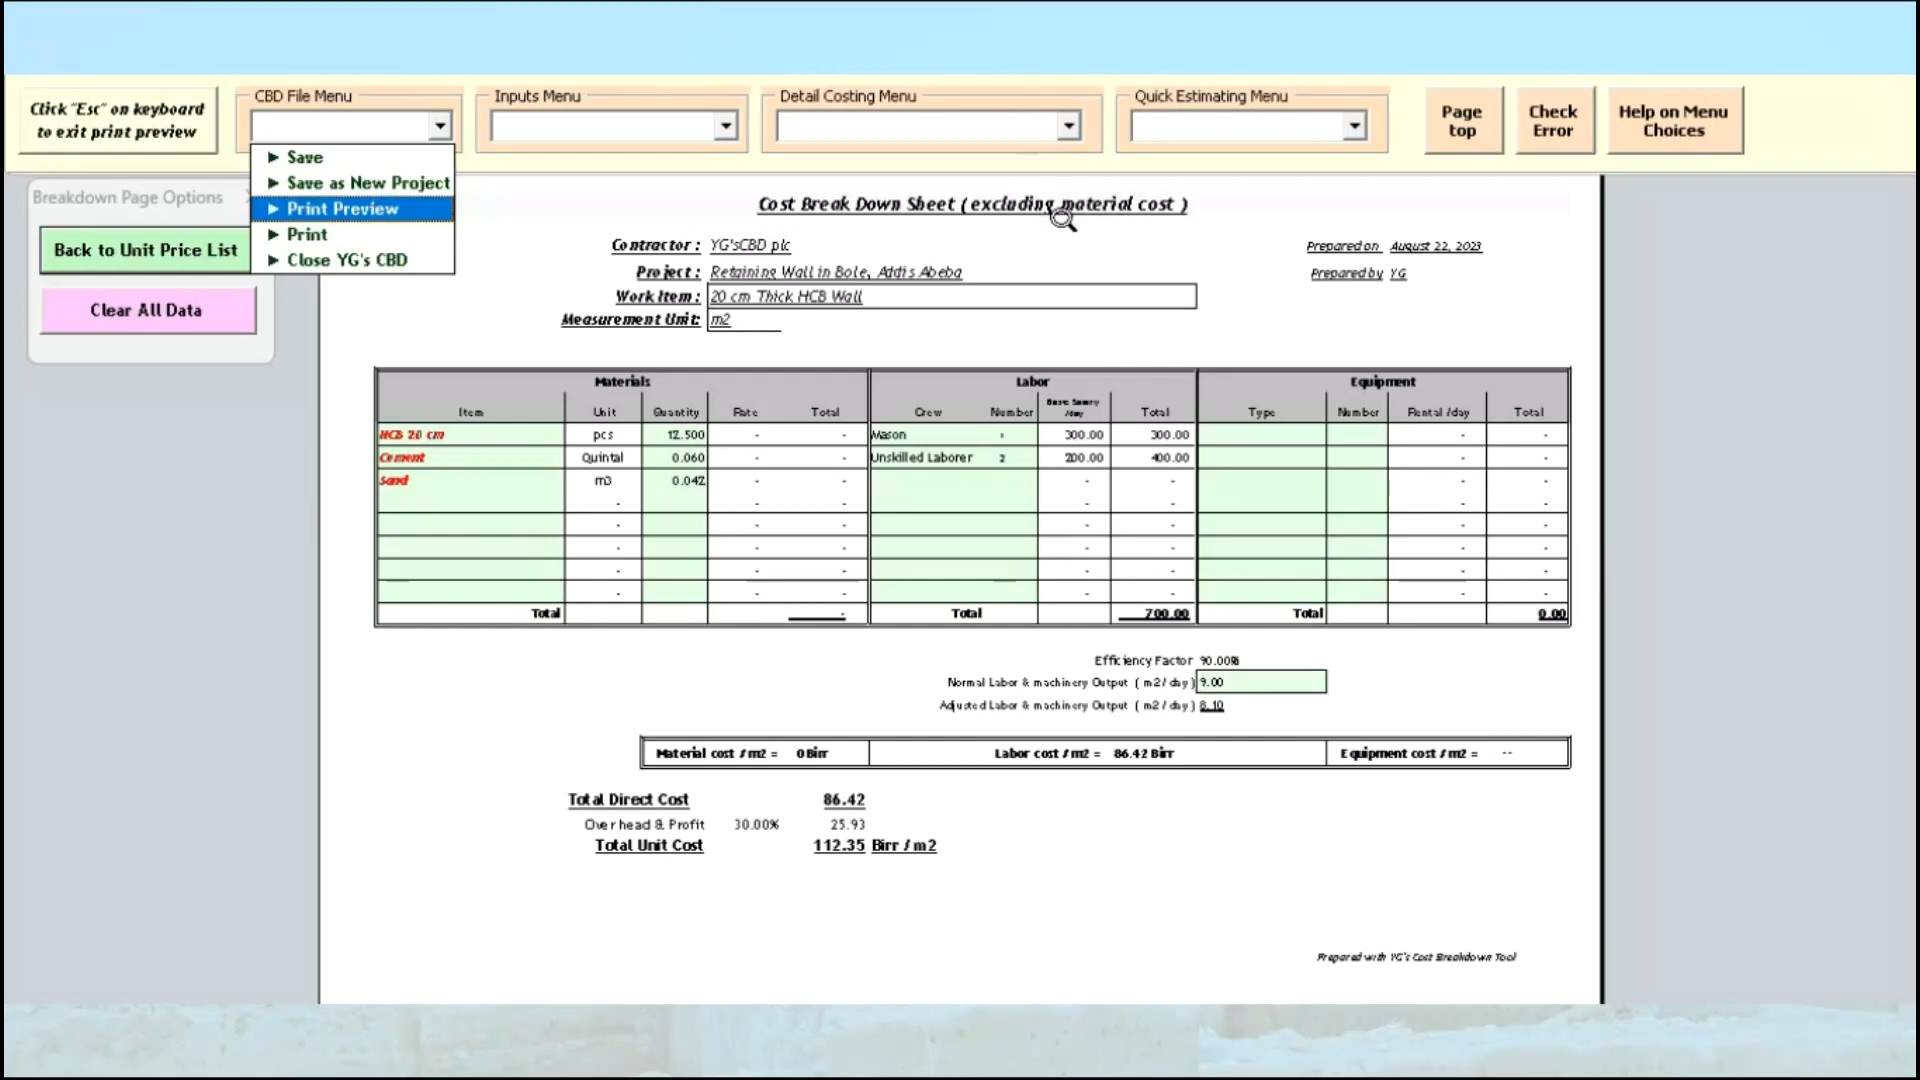 Click "Esc" on keyboard
to exit print preview
CBD File Menu
Inputs Menu
Detail Costing Menu
Quick Estimating Menu
Page
top
Check
Error
Help on Menu
Choices
► Save
► Save as New Project
► Print Preview
► Print
► Close YG's CBD
Breakdown Page Options
Back to Unit Price List
Clear All Data
Cost Break Down Sheet ( excluding material cost )
Contractor : YG'sCBD plc
Prepared on August 22, 2023
Project : Retaining Wall in Bole, Addis Abeba
Prepared by YG
Work Item : 20 cm Thick HCB Wall
Measurement Unit: m2
Materials Labor Equipment
Item Unit Quantity Rate Total Crew Number Base Salary /day Total Type Number Rental /day Total
HCB 20 cm pcs 12.500 - - Mason 1 300.00 300.00 - -
Cement Quintal 0.060 - - Unskilled Laborer 2 200.00 400.00 - -
Sand m3 0.042 - - - - - -
- - - - - - -
- - - - - - -
- - - - - - -
- - - - - - -
- - - - - - -
Total - Total 700.00 Total 0.00
Efficiency Factor 90.00%
Normal Labor & machinery Output ( m2 / day ) 9.00
Adjusted Labor & machinery Output ( m2 / day ) 8.10
Material cost / m2 = 0 Birr Labor cost / m2 = 86.42 Birr Equipment cost / m2 = --
Total Direct Cost 86.42
Over head & Profit 30.00% 25.93
Total Unit Cost 112.35 Birr / m2
Prepared with YG's Cost Breakdown Tool